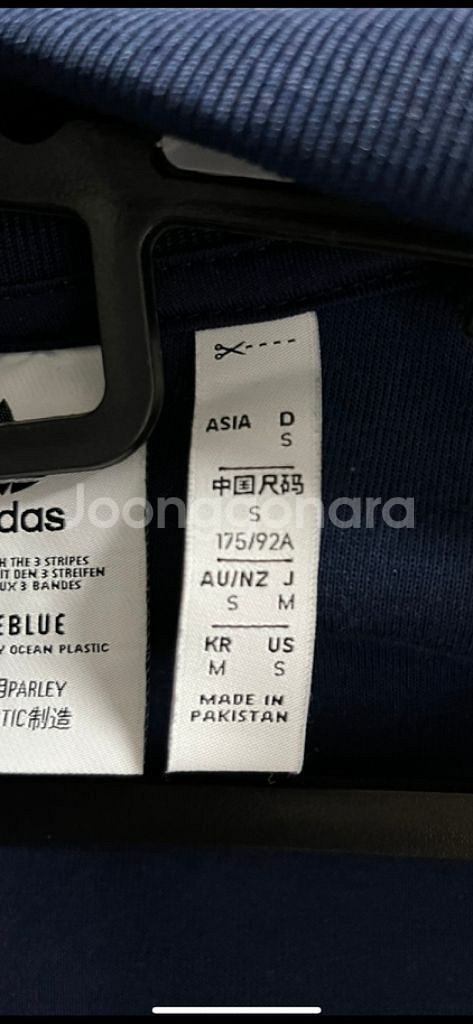 ASIA D
S
中国尺码
S
175/92A
AU/NZ J
S M
KR US
M S
MADE IN
PAKISTAN
das
H THE 3 STRIPES
IT DEN 3 STREIFEN
UX 3 BANDES
EBLUE
Y OCEAN PLASTIC
PARLEY
TIC制造
Joongonara